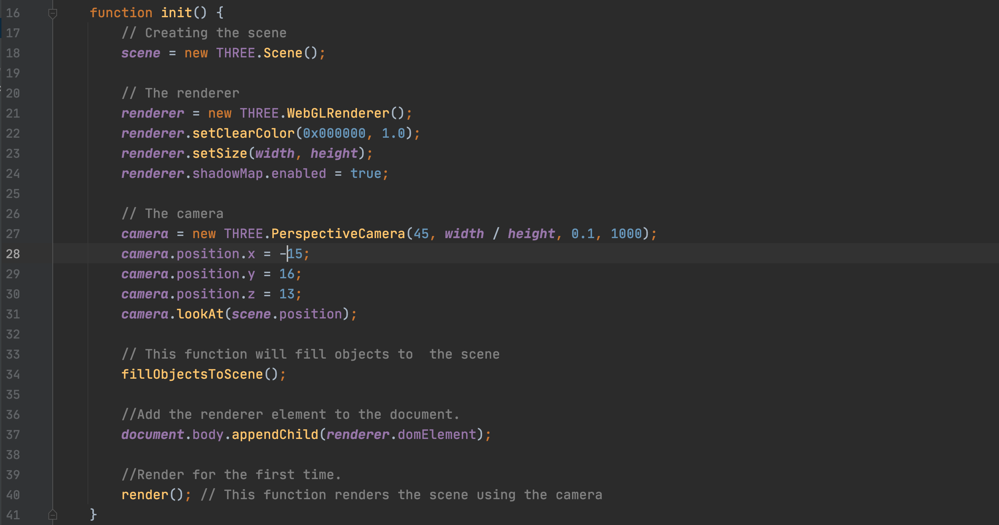 16 function init() {
17 // Creating the scene
18 scene = new THREE.Scene();
19
20 // The renderer
21 renderer = new THREE.WebGLRenderer();
22 renderer.setClearColor(0x000000, 1.0);
23 renderer.setSize(width, height);
24 renderer.shadowMap.enabled = true;
25
26 // The camera
27 camera = new THREE.PerspectiveCamera(45, width / height, 0.1, 1000);
28 camera.position.x = -15;
29 camera.position.y = 16;
30 camera.position.z = 13;
31 camera.lookAt(scene.position);
32
33 // This function will fill objects to  the scene
34 fillObjectsToScene();
35
36 //Add the renderer element to the document.
37 document.body.appendChild(renderer.domElement);
38
39 //Render for the first time.
40 render(); // This function renders the scene using the camera
41 }